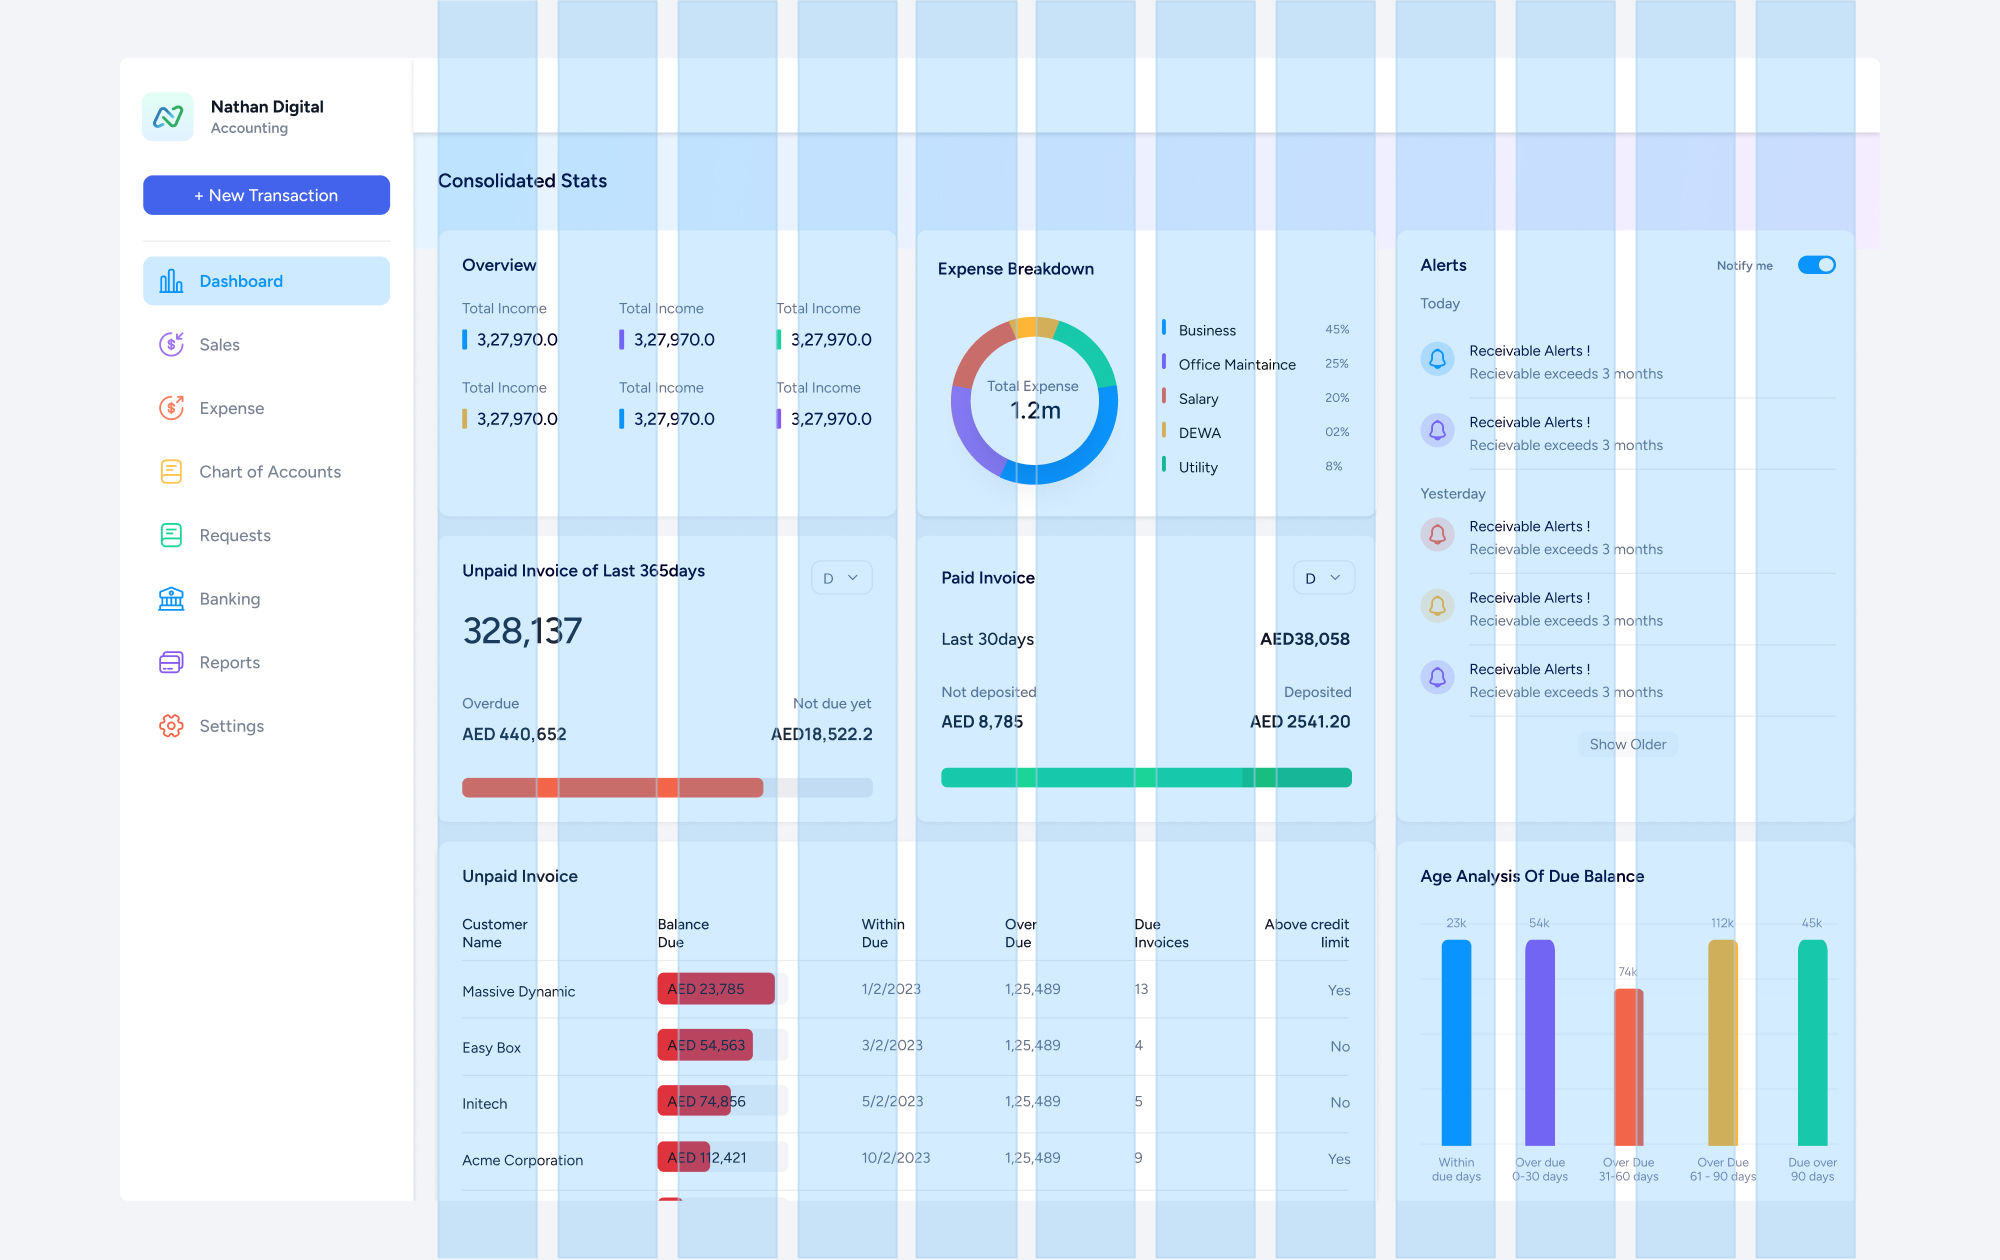 Nathan Digital
Accounting
+ New Transaction
Dashboard
Sales
Expense
Chart of Accounts
Requests
Banking
Reports
Settings
Consolidated Stats
Overview
Total Income Total Income Total Income
3,27,970.0 3,27,970.0 3,27,970.0
Total Income Total Income Total Income
3,27,970.0 3,27,970.0 3,27,970.0
Expense Breakdown
Total Expense
1.2m
Business 45%
Office Maintaince 25%
Salary 20%
DEWA 02%
Utility 8%
Alerts Notify me
Today
Receivable Alerts !
Recievable exceeds 3 months
Receivable Alerts !
Recievable exceeds 3 months
Yesterday
Receivable Alerts !
Recievable exceeds 3 months
Receivable Alerts !
Recievable exceeds 3 months
Receivable Alerts !
Recievable exceeds 3 months
Show Older
Unpaid Invoice of Last 365days D
328,137
Overdue Not due yet
AED 440,652 AED18,522.2
Paid Invoice D
Last 30days AED38,058
Not deposited Deposited
AED 8,785 AED 2541.20
Unpaid Invoice
Customer Balance Within Over Due Above credit
Name Due Due Due Invoices limit
Massive Dynamic AED 23,785 1/2/2023 1,25,489 13 Yes
Easy Box AED 54,563 3/2/2023 1,25,489 4 No
Initech AED 74,856 5/2/2023 1,25,489 5 No
Acme Corporation AED 112,421 10/2/2023 1,25,489 9 Yes
Age Analysis Of Due Balance
23k 54k 112k 45k
74k
Within Over due Over Due Over Due Due over
due days 0-30 days 31-60 days 61 - 90 days 90 days